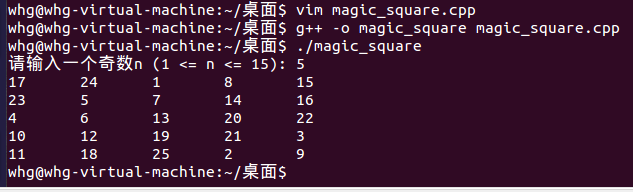 whg@whg-virtual-machine:~/桌面$ vim magic_square.cpp
whg@whg-virtual-machine:~/桌面$ g++ -o magic_square magic_square.cpp
whg@whg-virtual-machine:~/桌面$ ./magic_square
请输入一个奇数n (1 <= n <= 15): 5
17 24 1 8 15
23 5 7 14 16
4 6 13 20 22
10 12 19 21 3
11 18 25 2 9
whg@whg-virtual-machine:~/桌面$